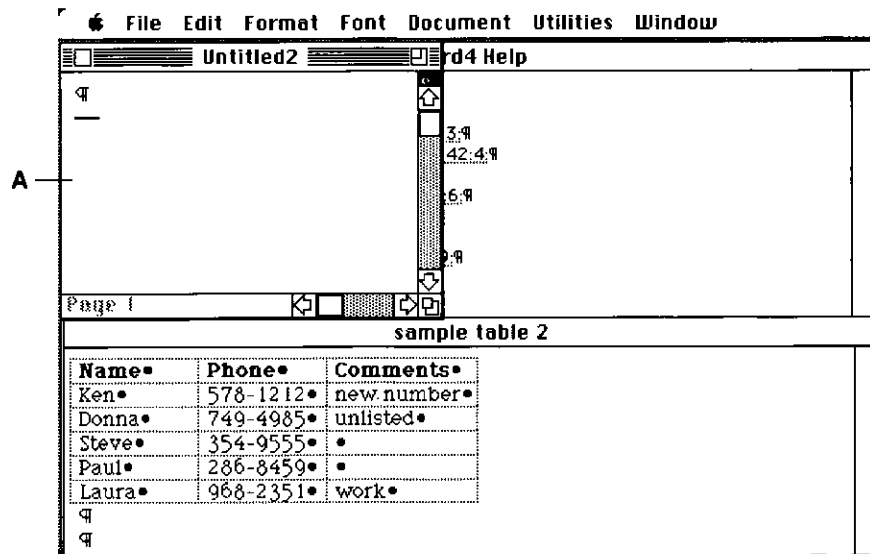 File Edit Format Font Document Utilities Window
Untitled2
rd4 Help
¶
3:¶
42:4:¶
A
:6:¶
:¶
Page 1
sample table 2
Name• Phone• Comments•
Ken• 578-1212• new number•
Donna• 749-4985• unlisted•
Steve• 354-9555• •
Paul• 286-8459• •
Laura• 968-2351• work•
¶
¶